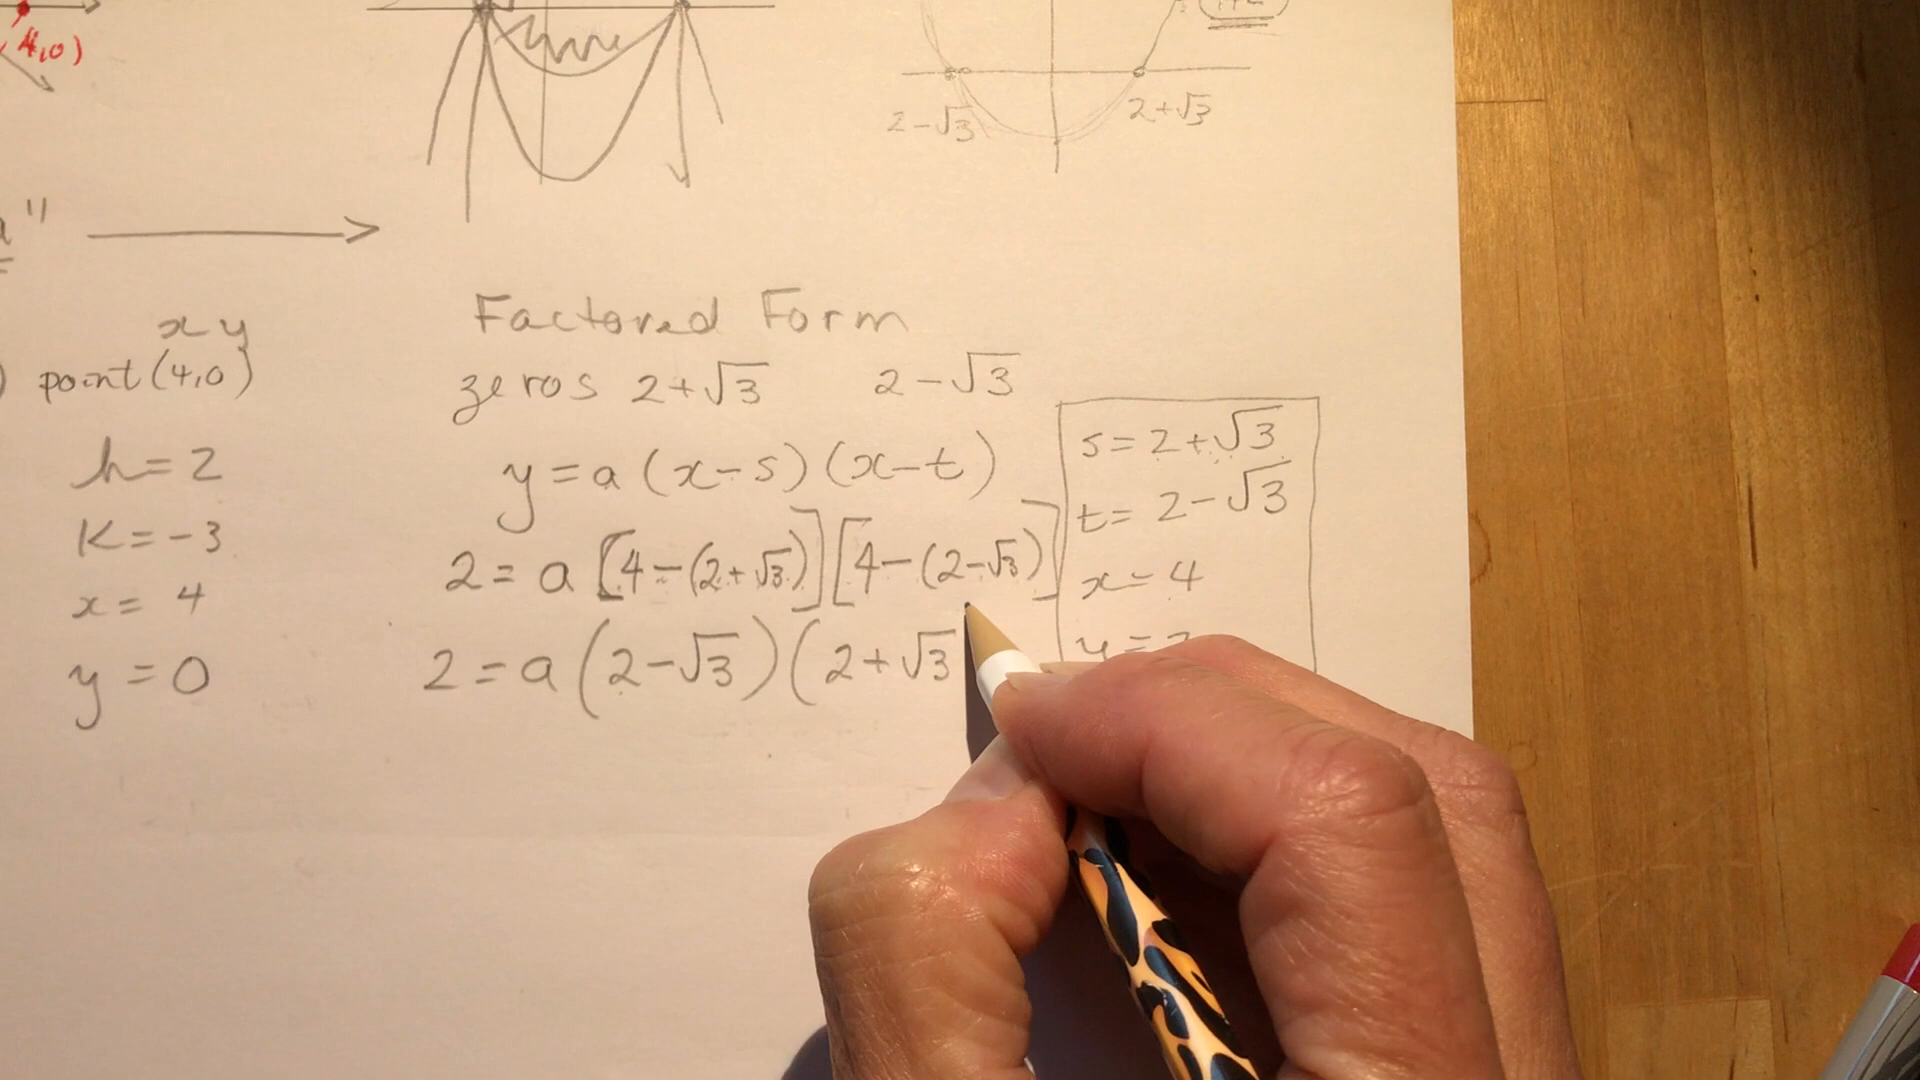 (4,0)
2-√3
2+√3
"
x y
) point (4,0)
h=2
K=-3
x= 4
y=0
Factored Form
zeros 2+√3 2-√3
y=a(x-s)(x-t)
2=a[4-(2+√3)][4-(2-√3)]
2=a(2-√3)(2+√3
s=2+√3
t=2-√3
x=4
y=